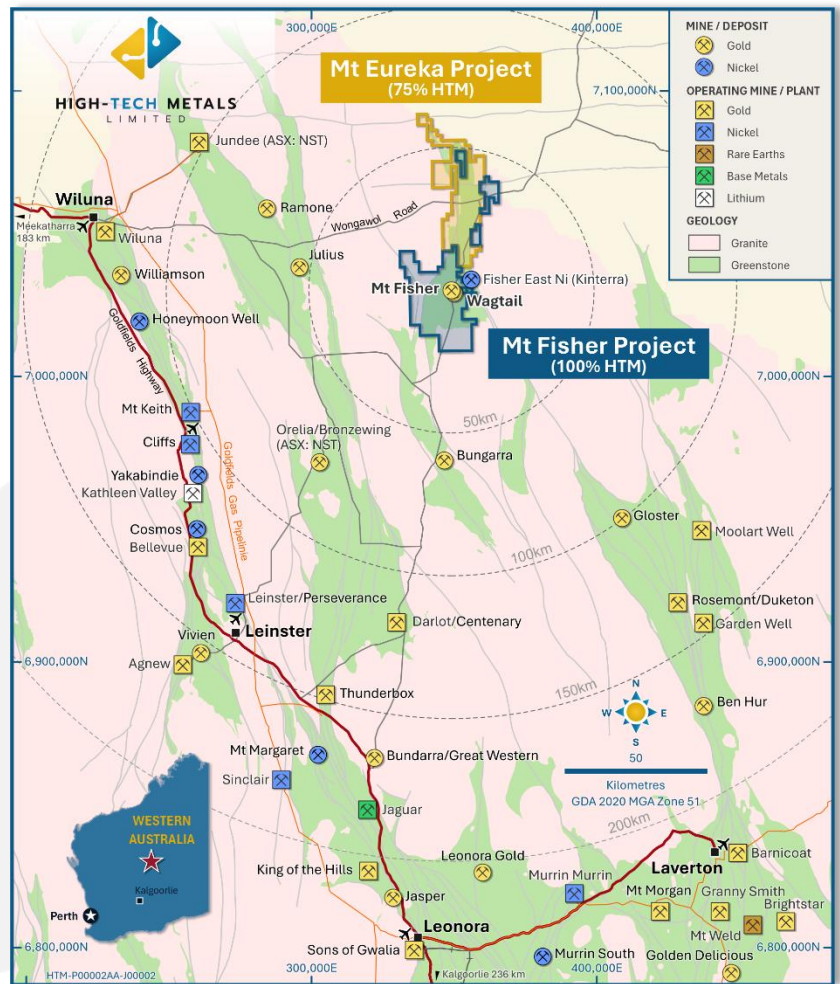 300,000E
400,000E
HIGH-TECH METALS
LIMITED
Mt Eureka Project
(75% HTM)
7,100,000N
MINE / DEPOSIT
Gold
Nickel
OPERATING MINE / PLANT
Gold
Nickel
Rare Earths
Base Metals
Lithium
GEOLOGY
Granite
Greenstone
Jundee (ASX: NST)
Wiluna
Meekatharra
183 km
Wiluna
Ramone
Wongawol Road
Julius
Williamson
Fisher East Ni (Kinterra)
Mt Fisher
Wagtail
Honeymoon Well
Goldfields Highway
Mt Fisher Project
(100% HTM)
7,000,000N
7,000,000N
Mt Keith
50km
Cliffs
Orelia/Bronzewing
(ASX: NST)
Goldfields Gas Pipelinie
Bungarra
Yakabindie
Kathleen Valley
Gloster
Cosmos
Moolart Well
Bellevue
100km
Leinster/Perseverance
Rosemont/Duketon
Leinster
Darlot/Centenary
Garden Well
Vivien
Agnew
6,900,000N
6,900,000N
150km
Thunderbox
N
W
E
S
Ben Hur
Mt Margaret
Bundarra/Great Western
50
Kilometres
GDA 2020 MGA Zone 51
Sinclair
Jaguar
200km
WESTERN
AUSTRALIA
Kalgoorlie
Perth
King of the Hills
Leonora Gold
Laverton
Barnicoat
Jasper
Murrin Murrin
Mt Morgan
Granny Smith
Brightstar
Leonora
Mt Weld
Sons of Gwalia
6,800,000N
6,800,000N
Murrin South
Golden Delicious
HTM-P00002AA-J00002
300,000E
Kalgoorlie 236 km
400,000E